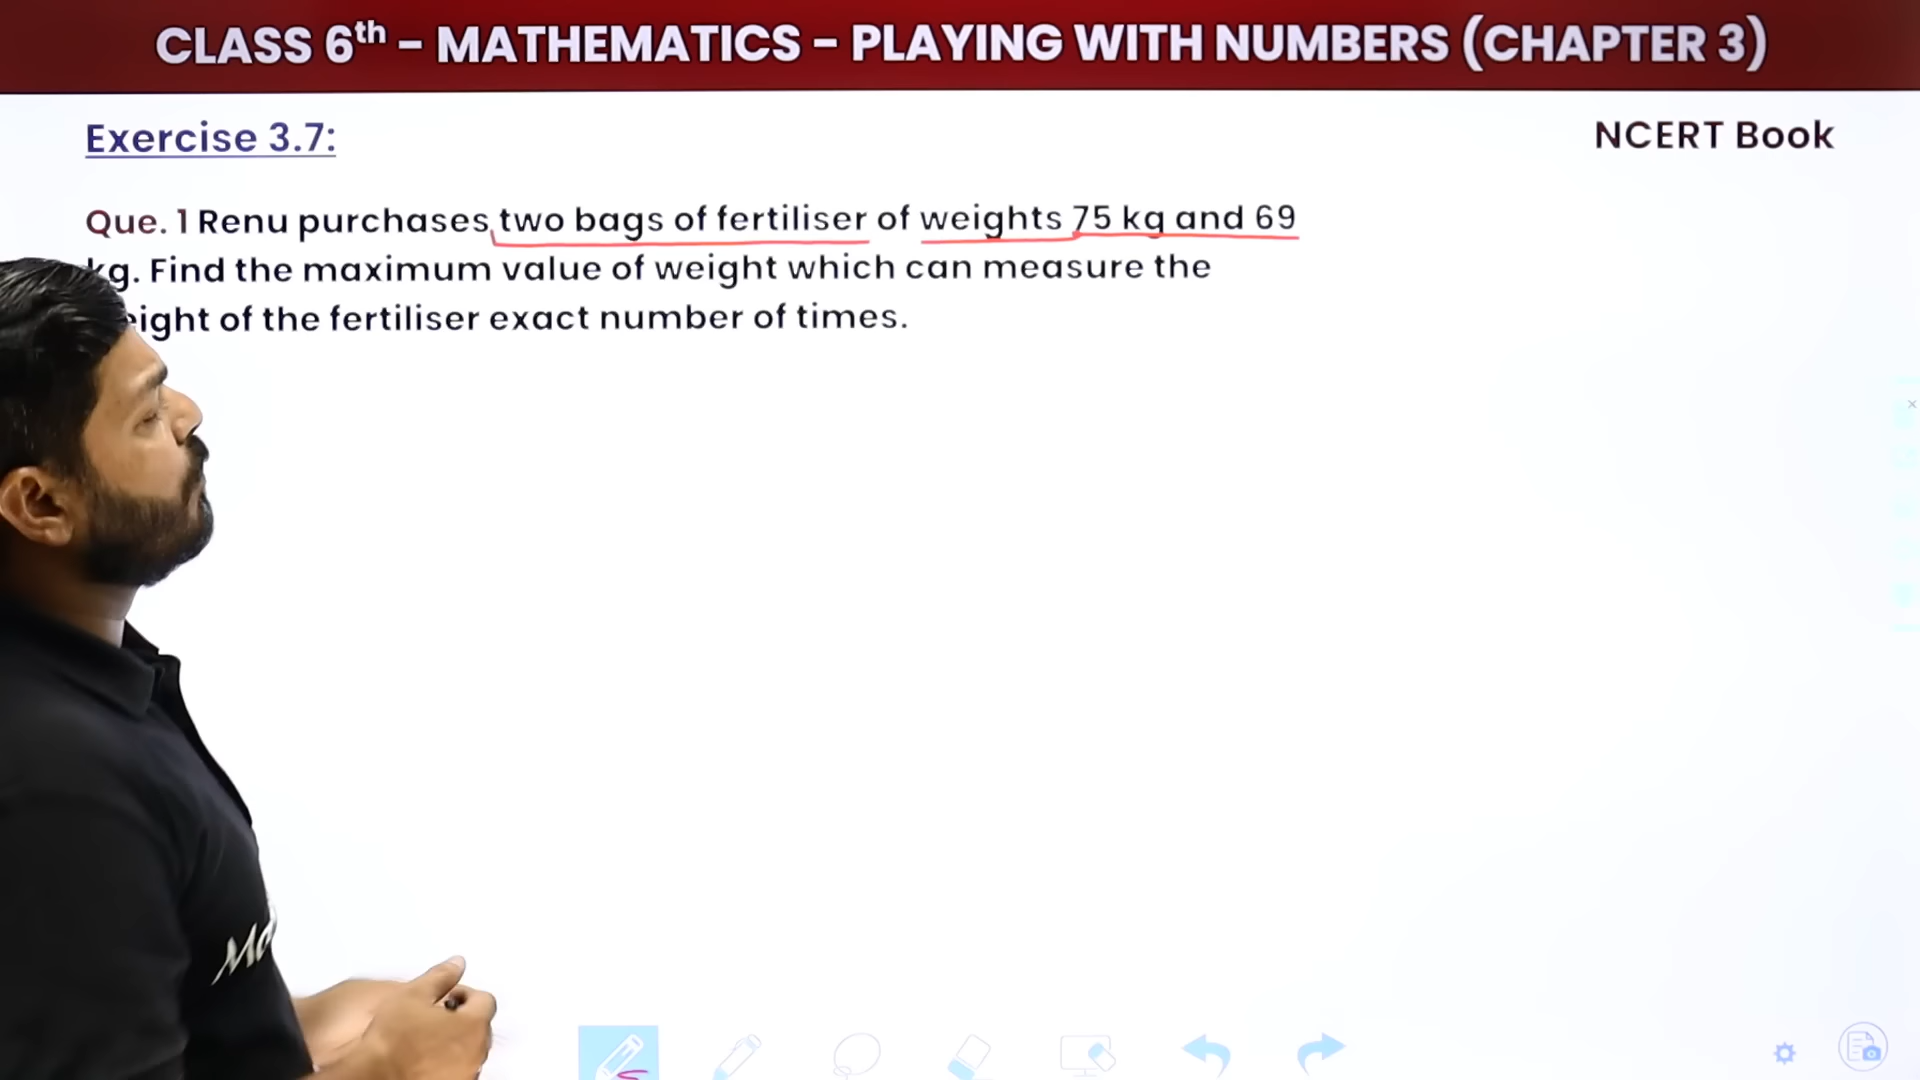 CLASS 6th - MATHEMATICS - PLAYING WITH NUMBERS (CHAPTER 3)
Exercise 3.7:
NCERT Book
Que. 1 Renu purchases two bags of fertiliser of weights 75 kg and 69
kg. Find the maximum value of weight which can measure the
eight of the fertiliser exact number of times.